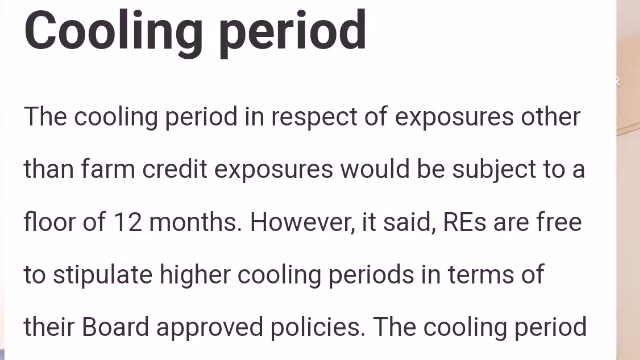 Cooling period
The cooling period in respect of exposures other
than farm credit exposures would be subject to a
floor of 12 months. However, it said, REs are free
to stipulate higher cooling periods in terms of
their Board approved policies. The cooling period